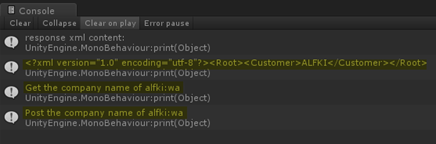 Console
Clear Collapse Clear on play Error pause
response xml content:
UnityEngine.MonoBehaviour:print(Object)
<?xml version="1.0" encoding="utf-8"?><Root><Customer>ALFKI</Customer></Root>
UnityEngine.MonoBehaviour:print(Object)
Get the company name of alfki:wa
UnityEngine.MonoBehaviour:print(Object)
Post the company name of alfki:wa
UnityEngine.MonoBehaviour:print(Object)